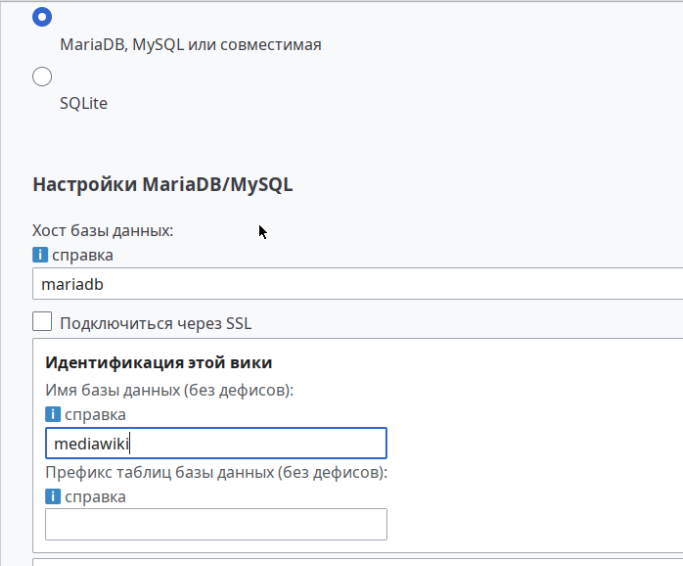 MariaDB, MySQL или совместимая
SQLite
Настройки MariaDB/MySQL
Хост базы данных:
i справка
mariadb
Подключиться через SSL
Идентификация этой вики
Имя базы данных (без дефисов):
i справка
mediawiki
Префикс таблиц базы данных (без дефисов):
i справка